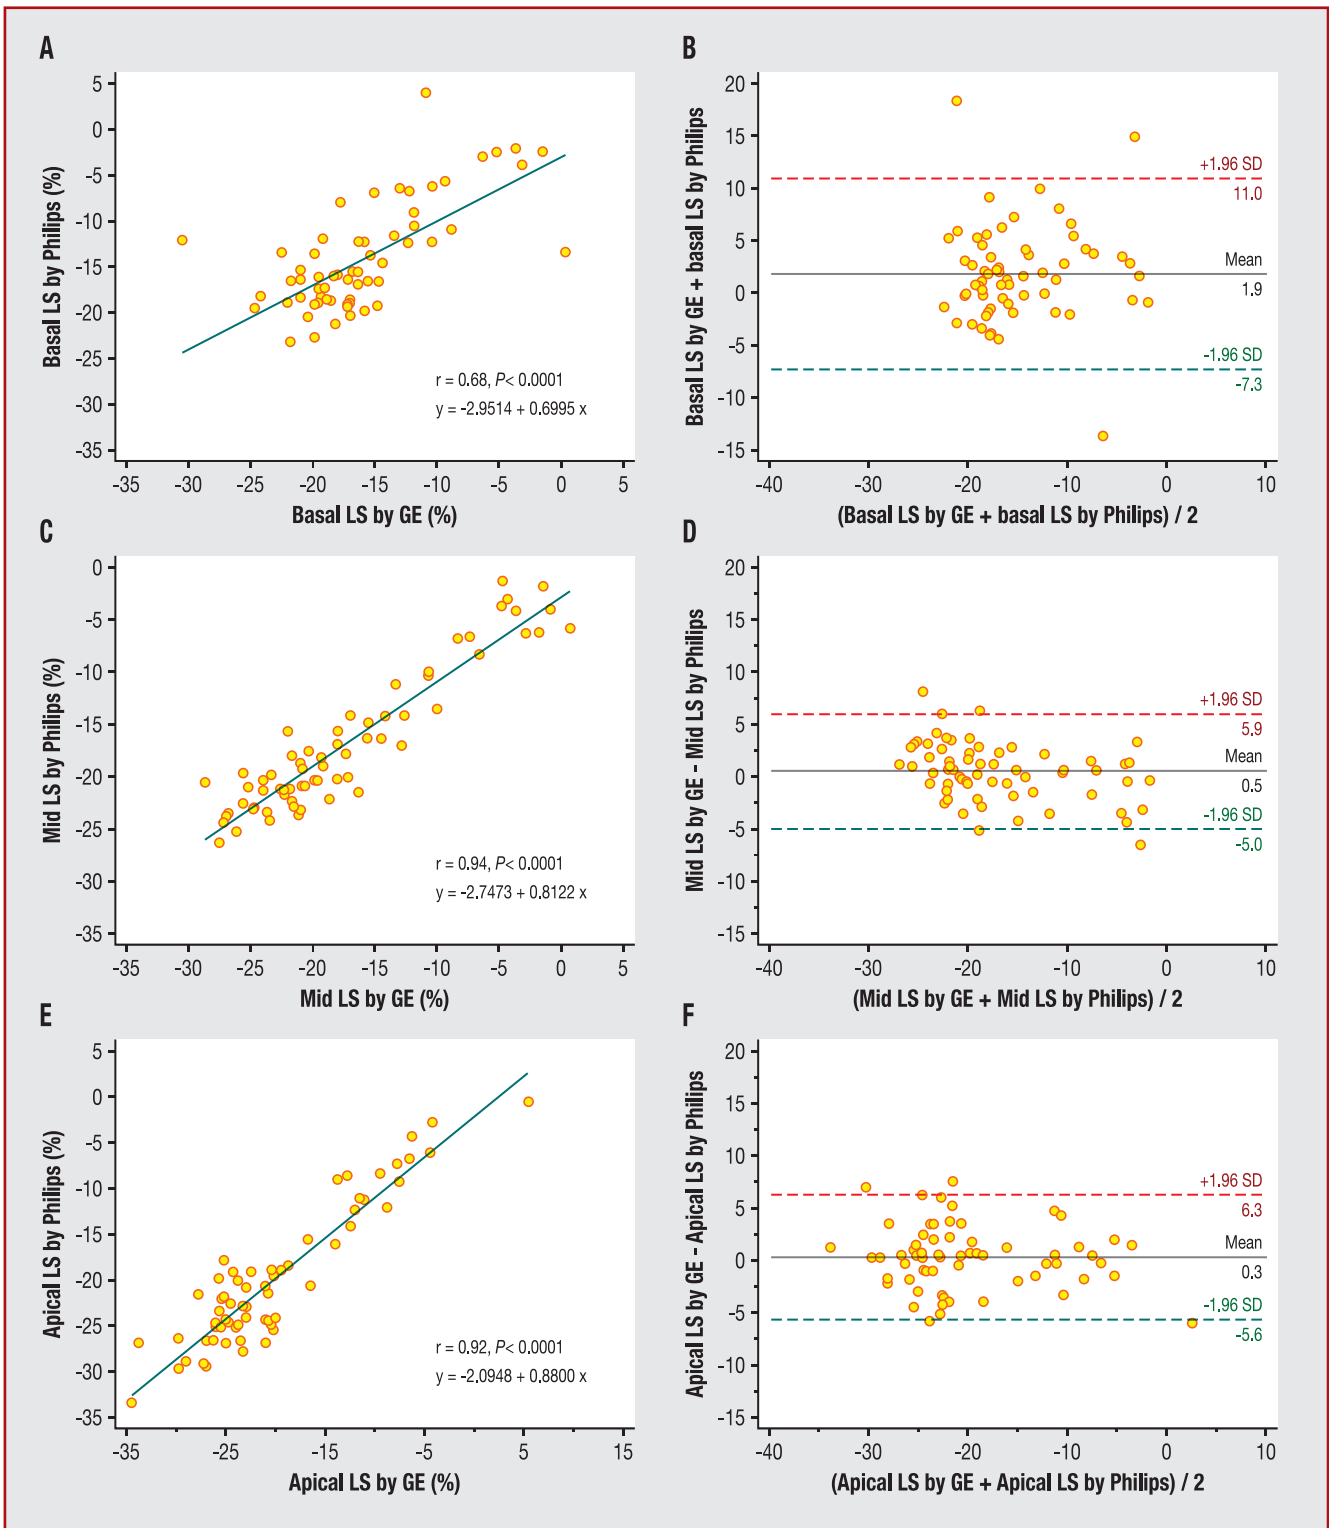 A
Basal LS by Philips (%)
5
0
-5
-10
-15
-20
-25
-30
-35
r = 0.68, P< 0.0001
y = -2.9514 + 0.6995 x
-35 -30 -25 -20 -15 -10 -5 0 5
Basal LS by GE (%)
B
Basal LS by GE + basal LS by Philips
20
15
10
5
0
-5
-10
-15
+1.96 SD
11.0
Mean
1.9
-1.96 SD
-7.3
-40 -30 -20 -10 0 10
(Basal LS by GE + basal LS by Philips) / 2
C
Mid LS by Philips (%)
0
-5
-10
-15
-20
-25
-30
-35
r = 0.94, P< 0.0001
y = -2.7473 + 0.8122 x
-35 -30 -25 -20 -15 -10 -5 0 5
Mid LS by GE (%)
D
Mid LS by GE - Mid LS by Philips
20
15
10
5
0
-5
-10
-15
+1.96 SD
5.9
Mean
0.5
-1.96 SD
-5.0
-40 -30 -20 -10 0 10
(Mid LS by GE + Mid LS by Philips) / 2
E
Apical LS by Philips (%)
5
0
-5
-10
-15
-20
-25
-30
-35
r = 0.92, P<0.0001
y = -2.0948 + 0.8800 x
-35 -25 -15 -5 5 15
Apical LS by GE (%)
F
Apical LS by GE - Apical LS by Philips
20
15
10
5
0
-5
-10
-15
+1.96 SD
6.3
Mean
0.3
-1.96 SD
-5.6
-40 -30 -20 -10 0 10
(Apical LS by GE + Apical LS by Philips) / 2